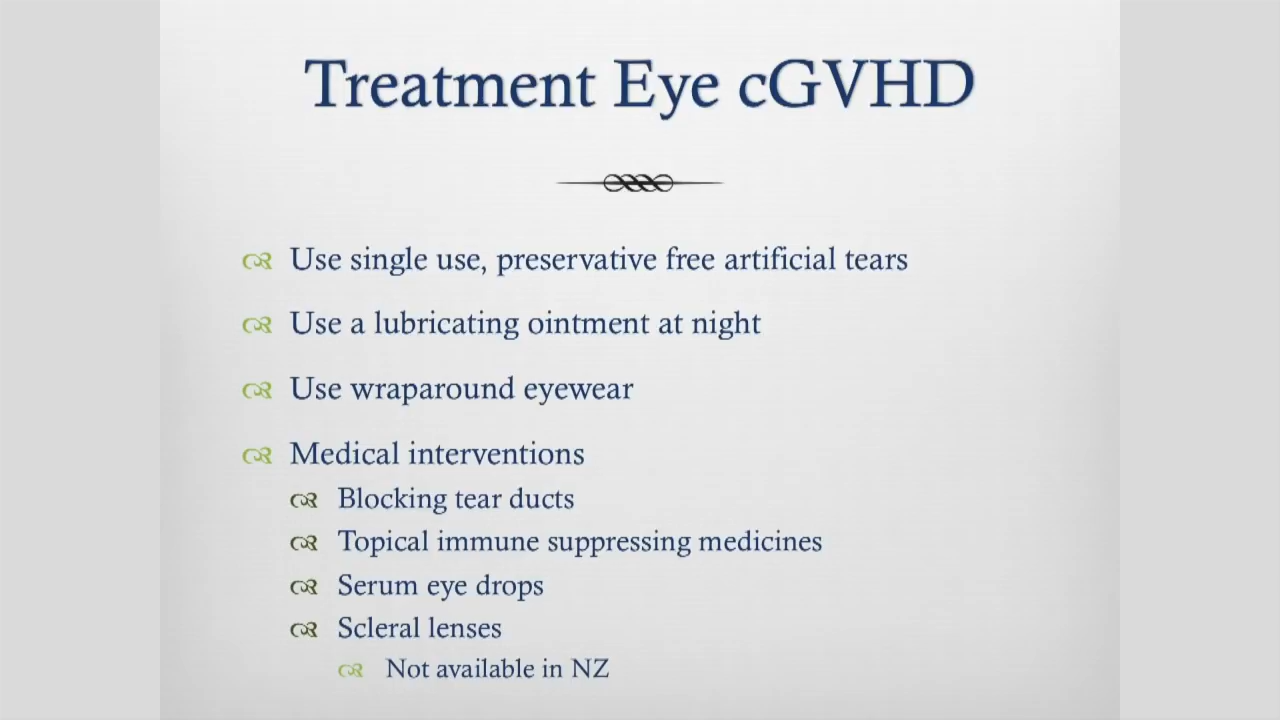 Treatment Eye cGVHD
Use single use, preservative free artificial tears
Use a lubricating ointment at night
Use wraparound eyewear
Medical interventions
Blocking tear ducts
Topical immune suppressing medicines
Serum eye drops
Scleral lenses
Not available in NZ